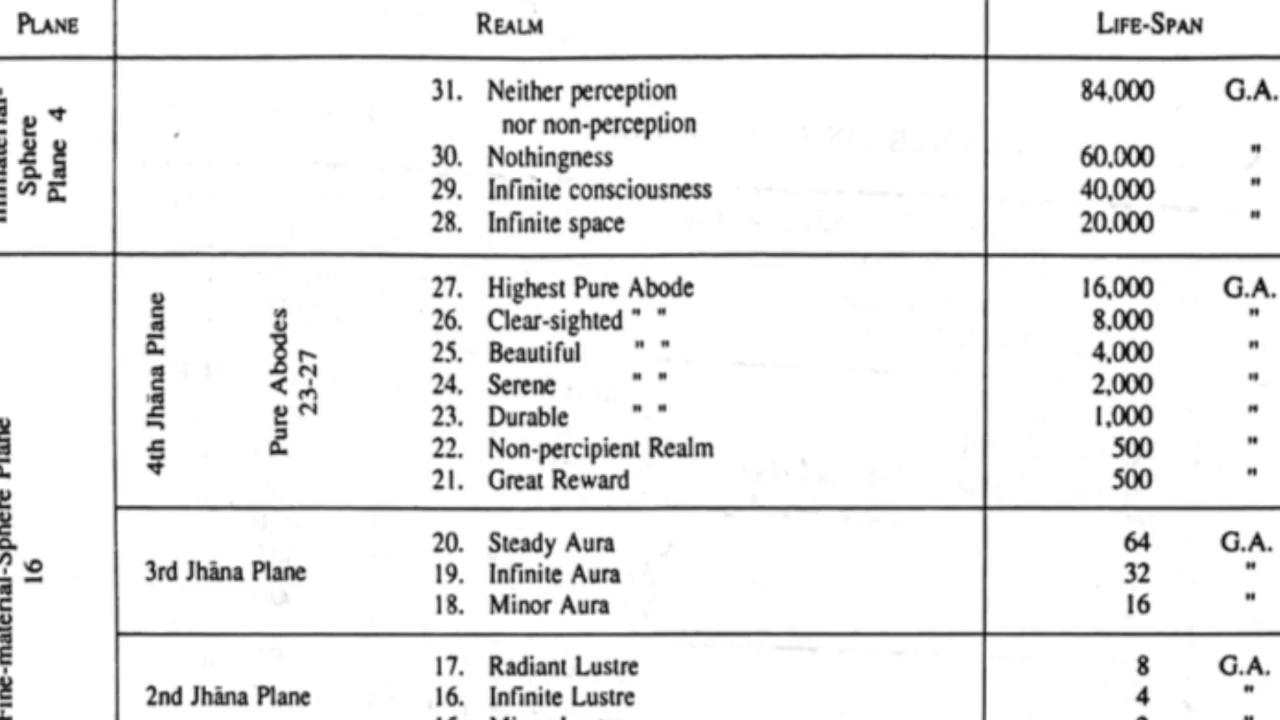 PLANE REALM LIFE-SPAN
Sphere
Plane 4
31. Neither perception 84,000 G.A.
nor non-perception
30. Nothingness 60,000 "
29. Infinite consciousness 40,000 "
28. Infinite space 20,000 "
Fine-material-Sphere Plane
16
4th Jhāna Plane
Pure Abodes
23-27
27. Highest Pure Abode 16,000 G.A.
26. Clear-sighted " " 8,000 "
25. Beautiful " " 4,000 "
24. Serene " " 2,000 "
23. Durable " " 1,000 "
22. Non-percipient Realm 500 "
21. Great Reward 500 "
3rd Jhāna Plane
20. Steady Aura 64 G.A.
19. Infinite Aura 32 "
18. Minor Aura 16 "
2nd Jhāna Plane
17. Radiant Lustre 8 G.A.
16. Infinite Lustre 4 "